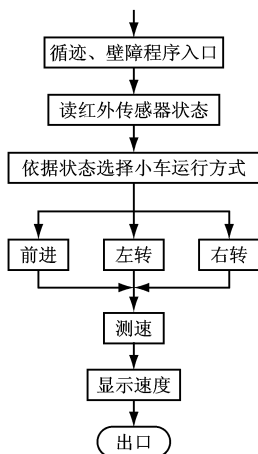 循迹、壁障程序入口
读红外传感器状态
依据状态选择小车运行方式
前进 左转 右转
测速
显示速度
出口